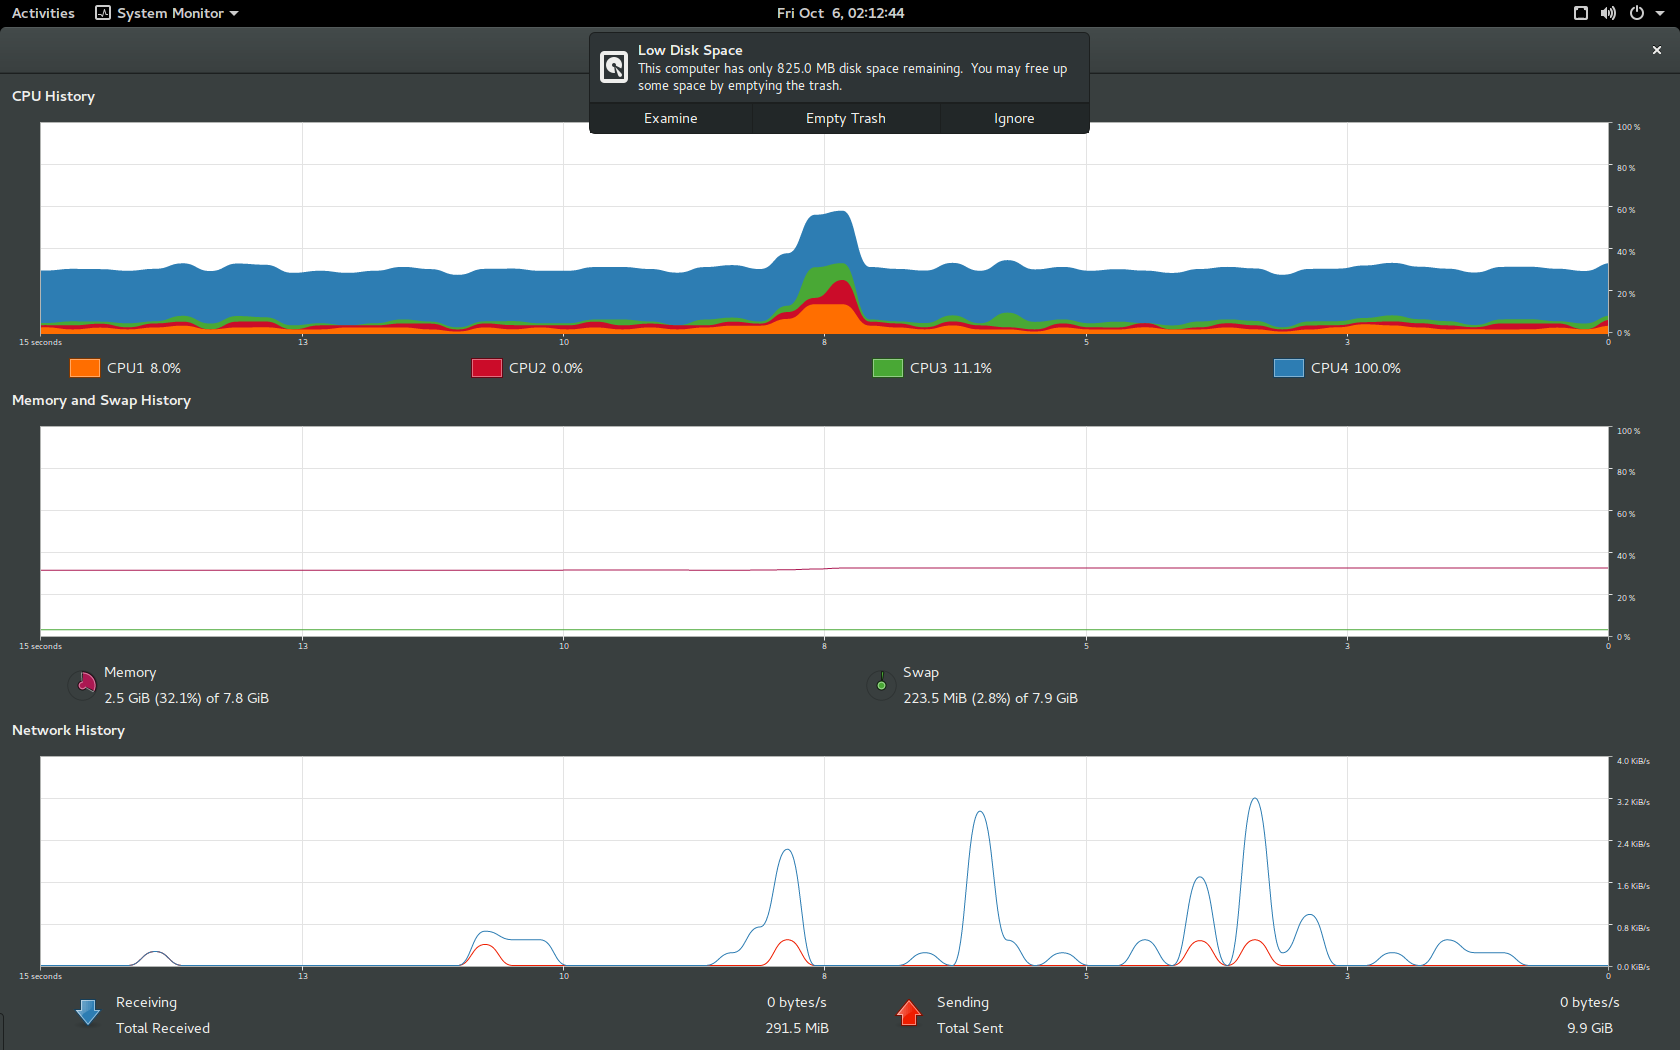 Activities
System Monitor
Fri Oct 6, 02:12:44
Low Disk Space
This computer has only 825.0 MB disk space remaining. You may free up
some space by emptying the trash.
Examine
Empty Trash
Ignore
CPU History
100 %
80 %
60 %
40 %
20 %
0 %
15 seconds
13
10
8
5
3
0
CPU1 8.0%
CPU2 0.0%
CPU3 11.1%
CPU4 100.0%
Memory and Swap History
100 %
80 %
60 %
40 %
20 %
0 %
15 seconds
13
10
8
5
3
0
Memory
2.5 GiB (32.1%) of 7.8 GiB
Swap
223.5 MiB (2.8%) of 7.9 GiB
Network History
4.0 KiB/s
3.2 KiB/s
2.4 KiB/s
1.6 KiB/s
0.8 KiB/s
0.0 KiB/s
15 seconds
13
10
8
5
3
0
Receiving
0 bytes/s
Total Received
291.5 MiB
Sending
0 bytes/s
Total Sent
9.9 GiB